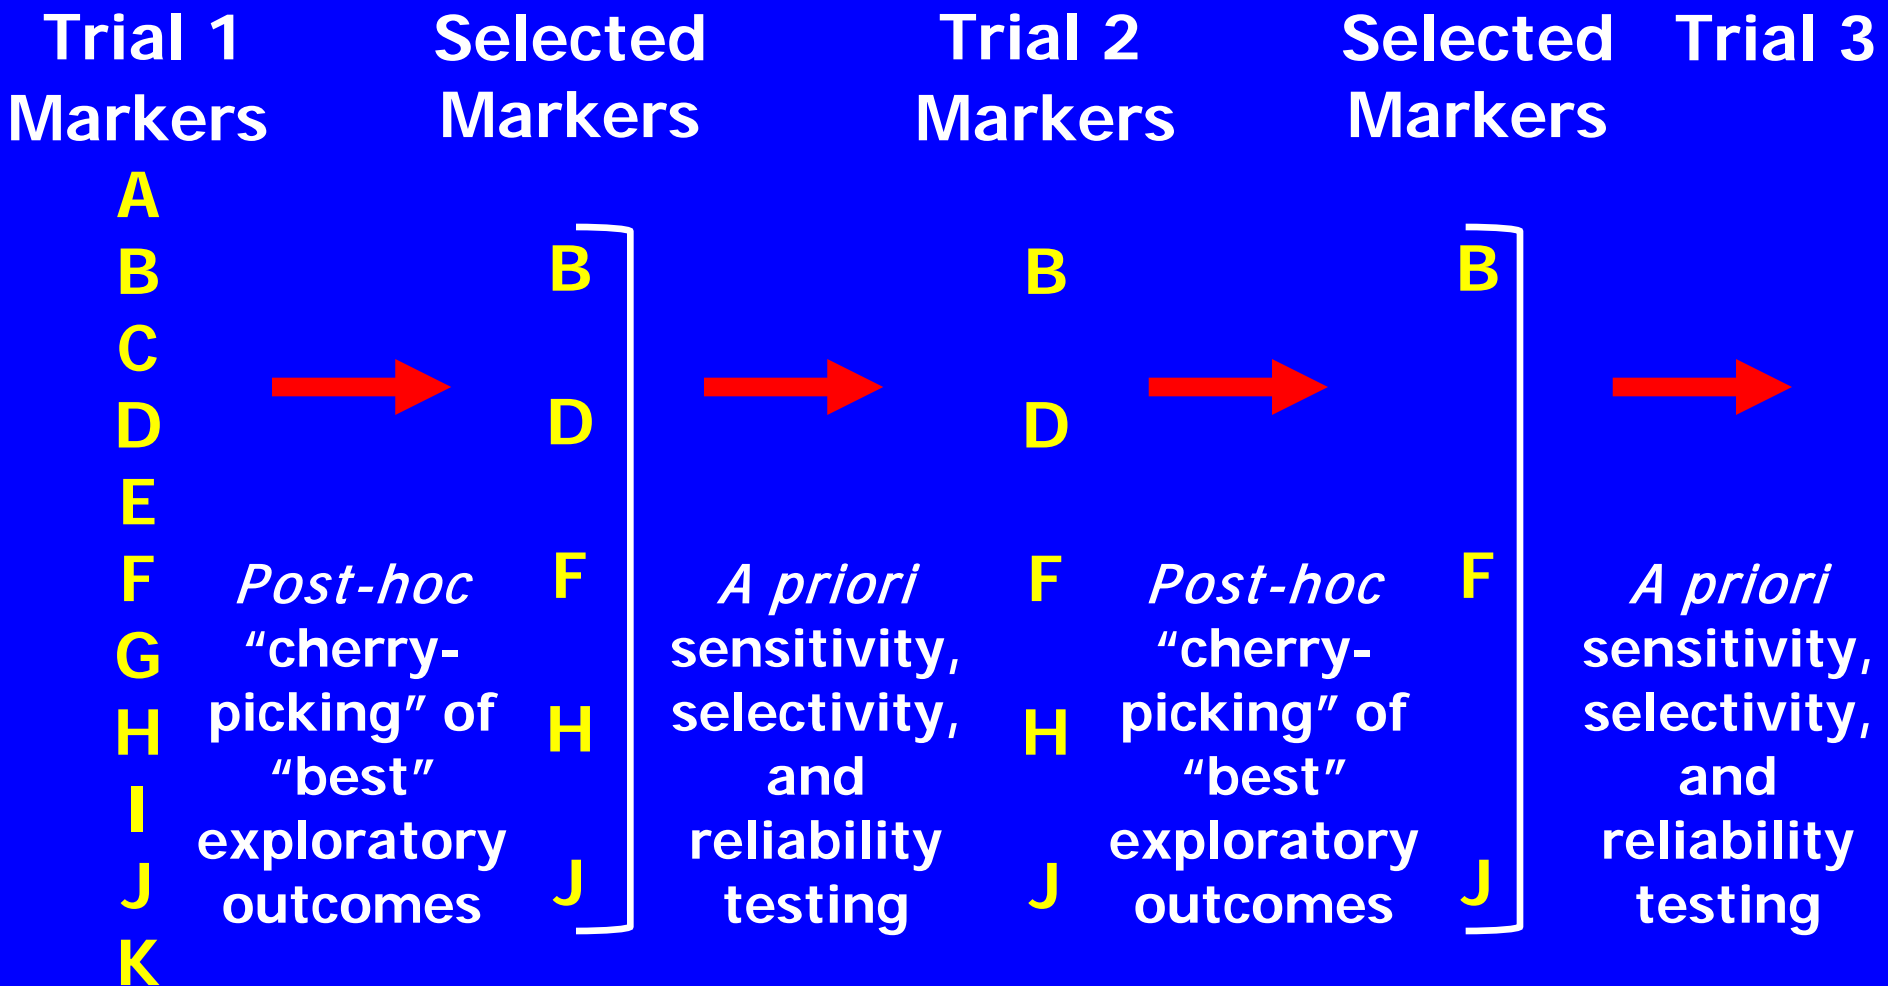 Trial 1
Markers
A
B
C
D
E
F
G
H
I
J
K
Post-hoc
“cherry-
picking” of
“best”
exploratory
outcomes
Selected
Markers
B
D
F
H
J
A priori
sensitivity,
selectivity,
and
reliability
testing
Trial 2
Markers
B
D
F
H
J
Post-hoc
“cherry-
picking” of
“best”
exploratory
outcomes
Selected
Markers
B
F
J
Trial 3
A priori
sensitivity,
selectivity,
and
reliability
testing